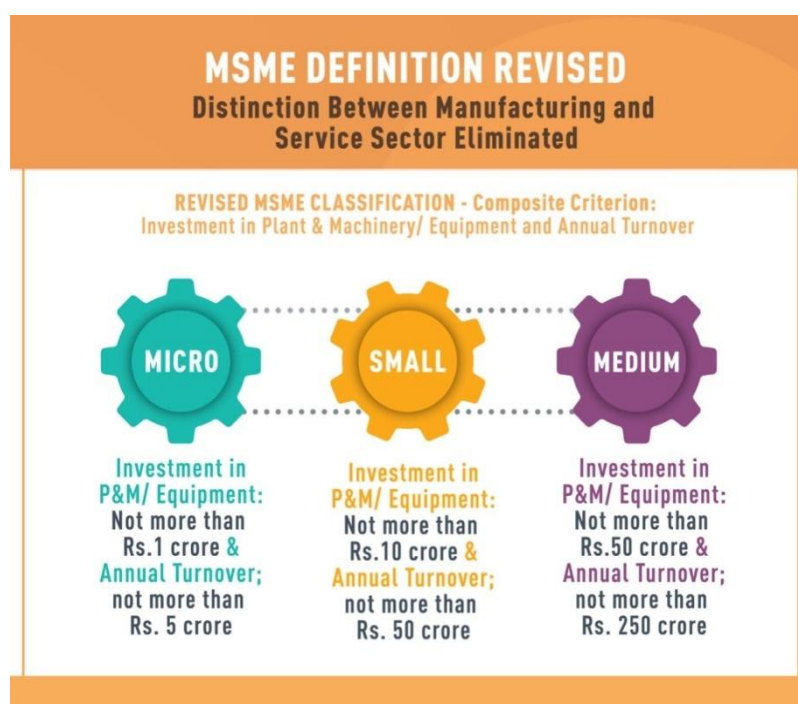 MSME DEFINITION REVISED
Distinction Between Manufacturing and
Service Sector Eliminated
REVISED MSME CLASSIFICATION - Composite Criterion:
Investment in Plant & Machinery/ Equipment and Annual Turnover
MICRO
Investment in
P&M/ Equipment:
Not more than
Rs.1 crore &
Annual Turnover;
not more than
Rs. 5 crore
SMALL
Investment in
P&M/ Equipment:
Not more than
Rs.10 crore &
Annual Turnover;
not more than
Rs. 50 crore
MEDIUM
Investment in
P&M/ Equipment:
Not more than
Rs.50 crore &
Annual Turnover;
not more than
Rs. 250 crore